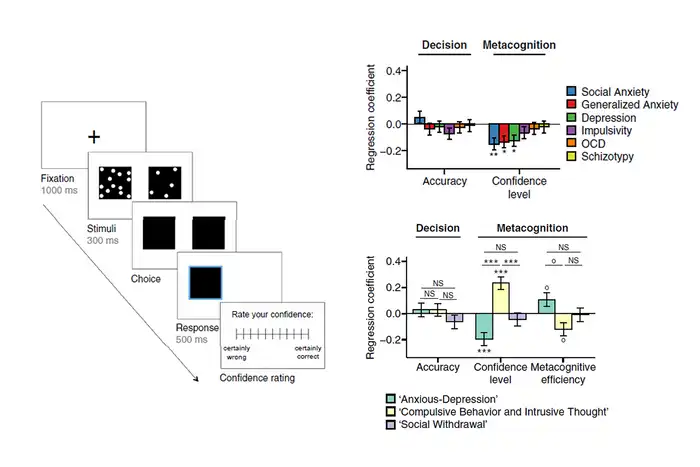 Fixation
1000 ms
Stimuli
300 ms
Choice
Response
500 ms
Rate your confidence:
certainly wrong
certainly correct
Confidence rating
Decision
Metacognition
Regression coefficient
0.4
0.2
0.0
−0.2
** * *
Accuracy
Confidence level
Social Anxiety
Generalized Anxiety
Depression
Impulsivity
OCD
Schizotypy
Decision
Metacognition
Regression coefficient
0.4
0.2
0.0
−0.2
NS
NS NS
NS
*** ***
***
***
NS
o NS
o
o
Accuracy
Confidence level
Metacognitive efficiency
'Anxious-Depression'
'Compulsive Behavior and Intrusive Thought'
'Social Withdrawal'